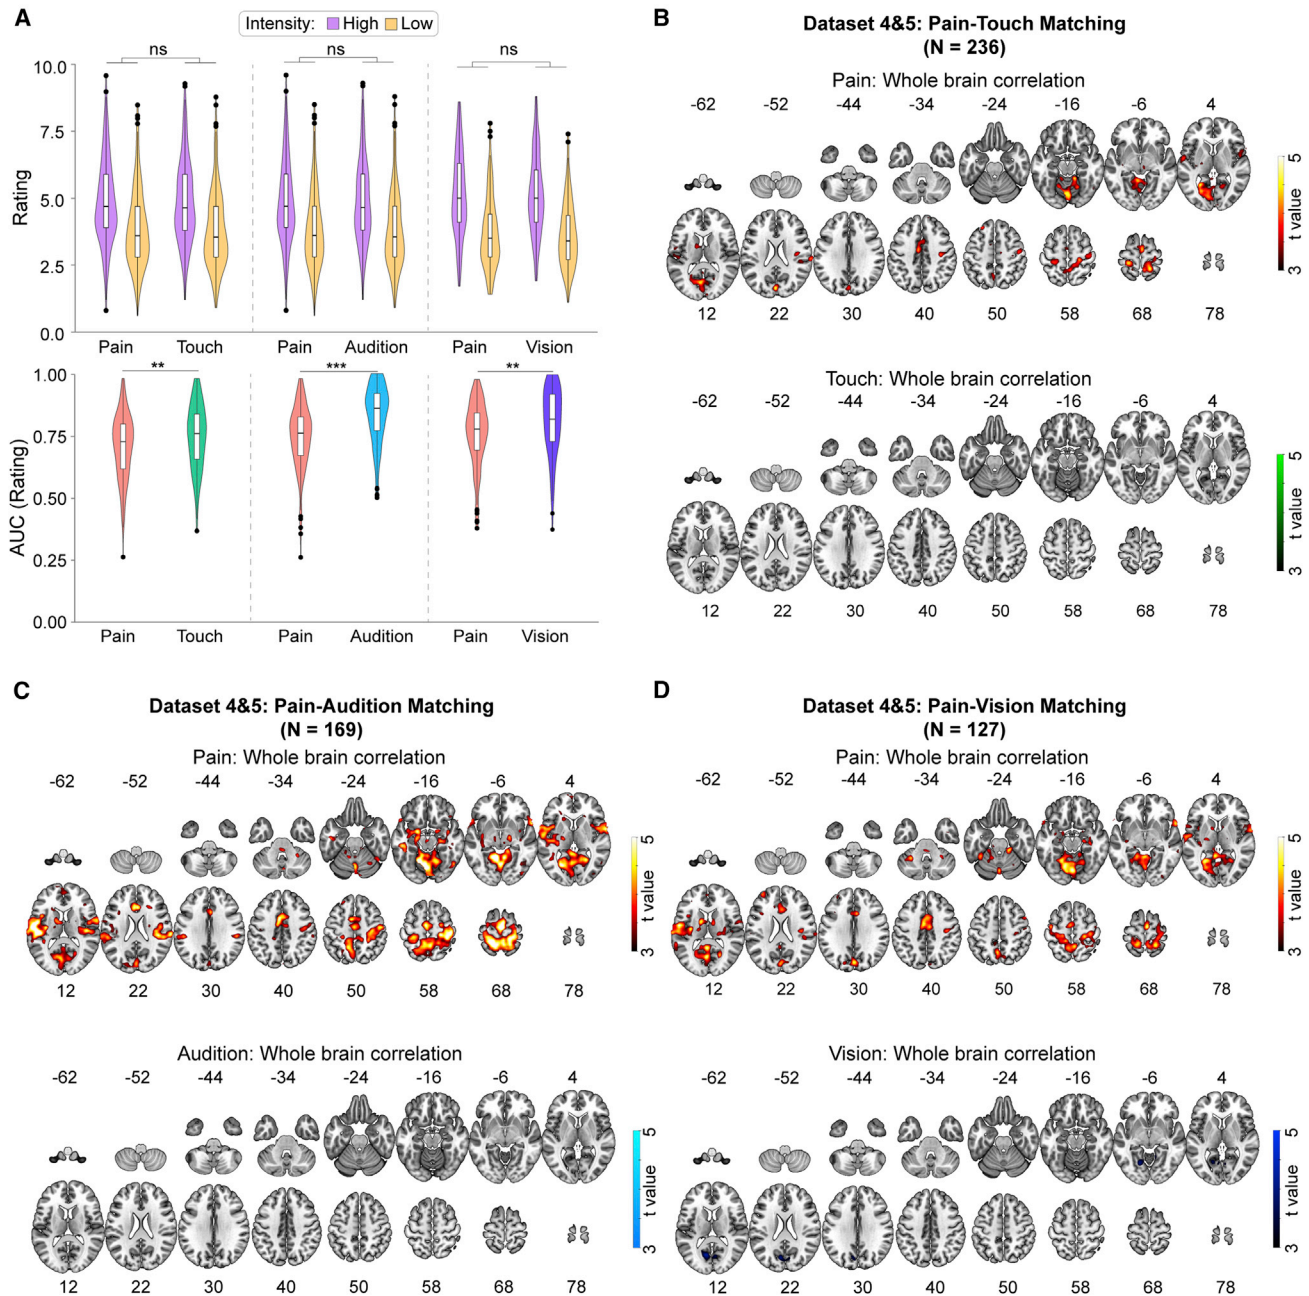 A
Intensity: High Low
ns ns ns
10.0
7.5
5.0
2.5
0.0
Rating
Pain Touch Pain Audition Pain Vision
** *** **
1.00
0.75
0.50
0.25
0.00
AUC (Rating)
Pain Touch Pain Audition Pain Vision
B
Dataset 4&5: Pain-Touch Matching
(N = 236)
Pain: Whole brain correlation
-62 -52 -44 -34 -24 -16 -6 4
12 22 30 40 50 58 68 78
5
t value
3
Touch: Whole brain correlation
-62 -52 -44 -34 -24 -16 -6 4
12 22 30 40 50 58 68 78
5
t value
3
C
Dataset 4&5: Pain-Audition Matching
(N = 169)
Pain: Whole brain correlation
-62 -52 -44 -34 -24 -16 -6 4
12 22 30 40 50 58 68 78
5
t value
3
Audition: Whole brain correlation
-62 -52 -44 -34 -24 -16 -6 4
12 22 30 40 50 58 68 78
5
t value
3
D
Dataset 4&5: Pain-Vision Matching
(N = 127)
Pain: Whole brain correlation
-62 -52 -44 -34 -24 -16 -6 4
12 22 30 40 50 58 68 78
5
t value
3
Vision: Whole brain correlation
-62 -52 -44 -34 -24 -16 -6 4
12 22 30 40 50 58 68 78
5
t value
3